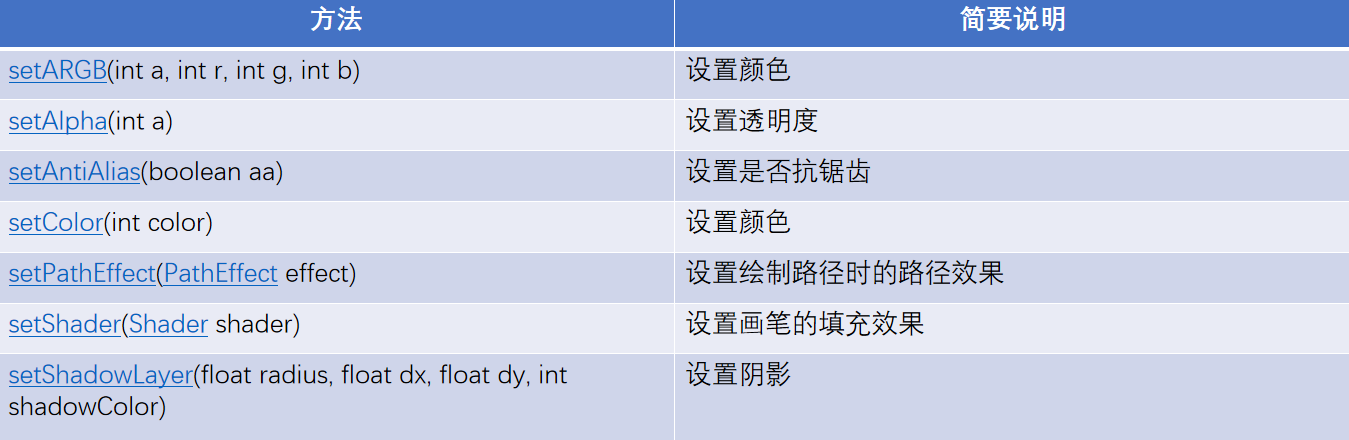 方法
简要说明
setARGB(int a, int r, int g, int b)
设置颜色
setAlpha(int a)
设置透明度
setAntiAlias(boolean aa)
设置是否抗锯齿
setColor(int color)
设置颜色
setPathEffect(PathEffect effect)
设置绘制路径时的路径效果
setShader(Shader shader)
设置画笔的填充效果
setShadowLayer(float radius, float dx, float dy, int
shadowColor)
设置阴影